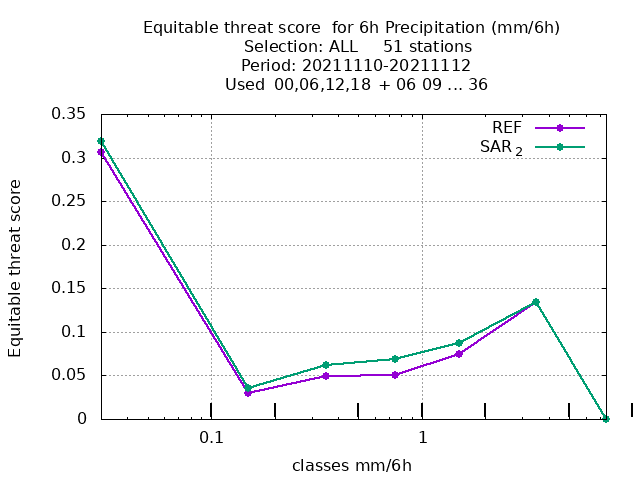 Equitable threat score  for 6h Precipitation (mm/6h)
Selection: ALL     51 stations
Period: 20211110-20211112
Used 00,06,12,18 + 06 09 ... 36
REF
SAR 2
0.35
0.3
0.25
0.2
0.15
0.1
0.05
0
Equitable threat score
0.1 1
classes mm/6h